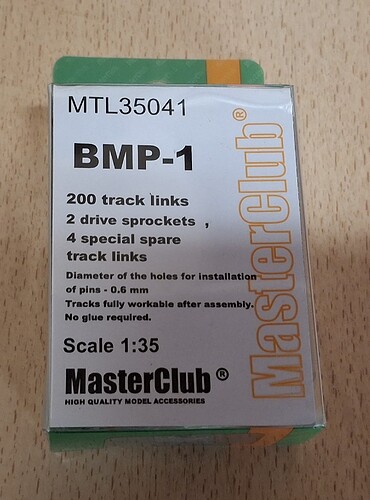 MTL35041
BMP-1
200 track links
2 drive sprockets ,
4 special spare
track links
Diameter of the holes for installation
of pins - 0.6 mm
Tracks fully workable after assembly.
No glue required.
Scale 1:35
MasterClub ®
HIGH QUALITY MODEL ACCESSORIES
MasterClub®